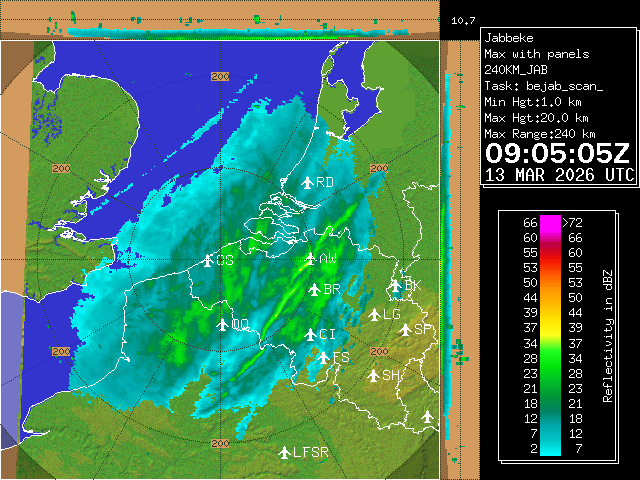 10.7
Jabbeke
Max with panels
240KM_JAB
Task: bejab_scan_
Min Hgt:1.0 km
Max Hgt:20.0 km
Max Range:240 km
09:05:05Z
13 MAR 2026 UTC
200
200
200
RD
OS
AW
BR
BK
LG
SP
QO
CI
FS
SH
200
200
200
LFSR
66 >72
60 66
55 60
53 55
50 53
44 50
39 44
37 39
34 37
28 34
24 28
21 24
18 21
12 18
7 12
2 7
Reflectivity in dBZ